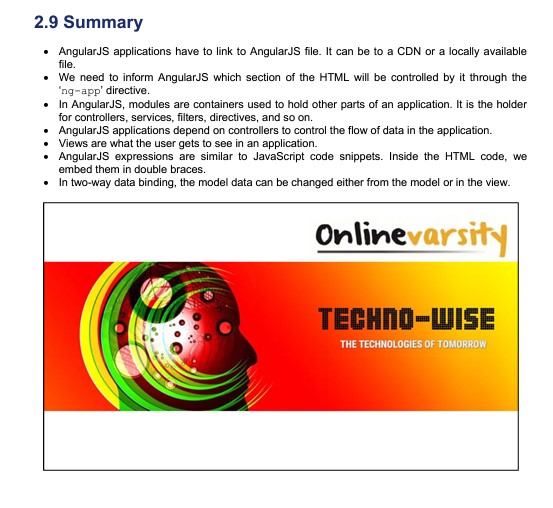 2.9 Summary
• AngularJS applications have to link to AngularJS file. It can be to a CDN or a locally available
file.
• We need to inform AngularJS which section of the HTML will be controlled by it through the
'ng-app' directive.
• In AngularJS, modules are containers used to hold other parts of an application. It is the holder
for controllers, services, filters, directives, and so on.
• AngularJS applications depend on controllers to control the flow of data in the application.
• Views are what the user gets to see in an application.
• AngularJS expressions are similar to JavaScript code snippets. Inside the HTML code, we
embed them in double braces.
• In two-way data binding, the model data can be changed either from the model or in the view.
Onlinevarsity
TECHNO-WISE
THE TECHNOLOGIES OF TOMORROW